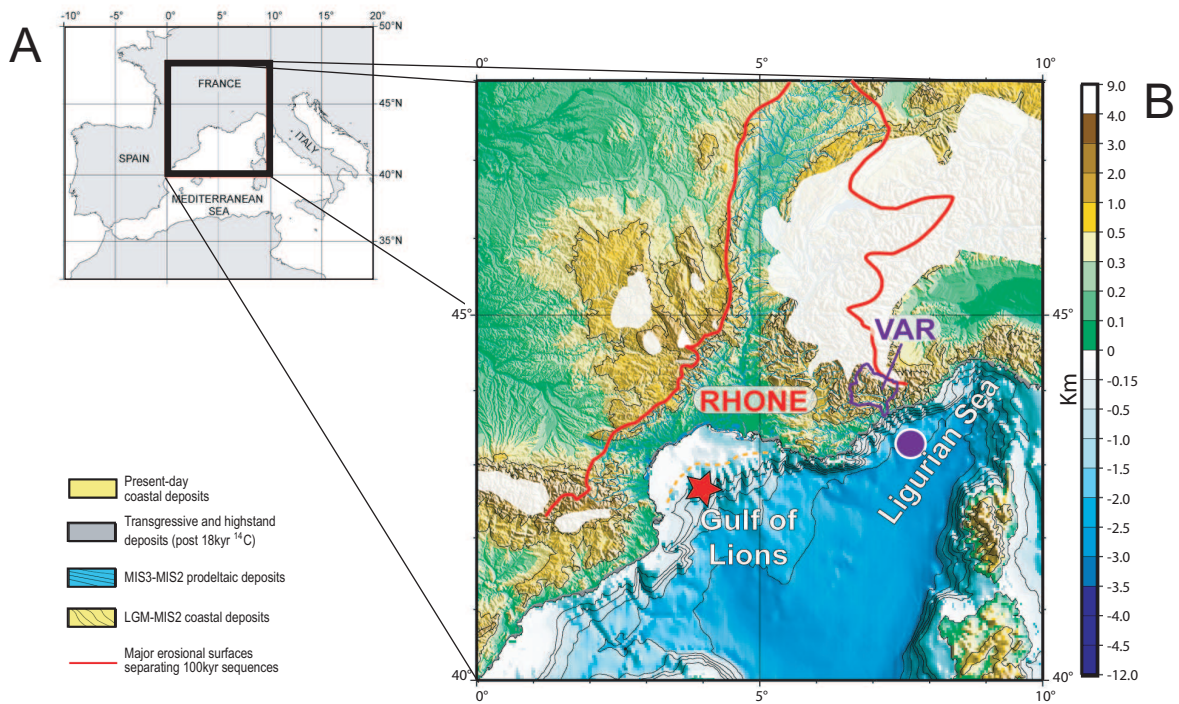 A
-10°
-5°
0°
5°
10°
15°
20°
50°N
45°N
40°N
35°N
FRANCE
SPAIN
ITALY
MEDITERRANEAN
SEA
B
0°
5°
10°
45°
40°
45°
40°
0°
5°
10°
VAR
RHONE
Gulf of
Lions
Ligurian Sea
Km
9.0
4.0
3.0
2.0
1.0
0.5
0.3
0.2
0.1
0
-0.15
-0.5
-1.0
-1.5
-2.0
-2.5
-3.0
-3.5
-4.0
-4.5
-12.0
Present-day
coastal deposits
Transgressive and highstand
deposits (post 18kyr ¹⁴C)
MIS3-MIS2 prodeltaic deposits
LGM-MIS2 coastal deposits
Major erosional surfaces
separating 100kyr sequences